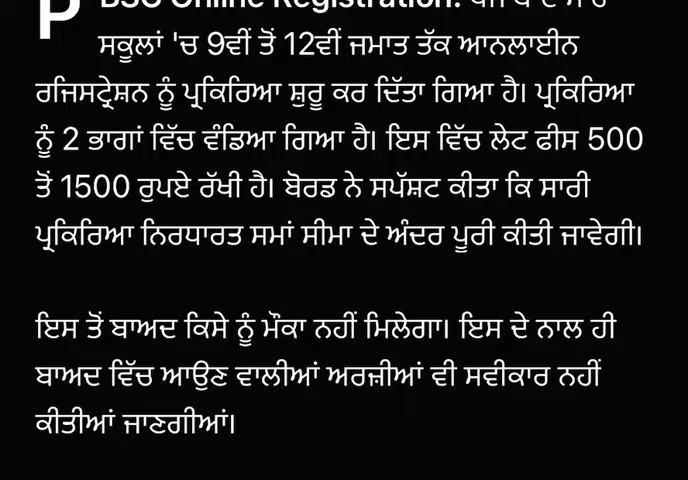 P
ਸਕੂਲਾਂ 'ਚ 9ਵੀਂ ਤੋਂ 12ਵੀਂ ਜਮਾਤ ਤੱਕ ਆਨਲਾਈਨ
ਰਜਿਸਟ੍ਰੇਸ਼ਨ ਨੂੰ ਪ੍ਰਕਿਰਿਆ ਸ਼ੁਰੂ ਕਰ ਦਿੱਤਾ ਗਿਆ ਹੈ। ਪ੍ਰਕਿਰਿਆ
ਨੂੰ 2 ਭਾਗਾਂ ਵਿੱਚ ਵੰਡਿਆ ਗਿਆ ਹੈ। ਇਸ ਵਿੱਚ ਲੇਟ ਫੀਸ 500
ਤੋਂ 1500 ਰੁਪਏ ਰੱਖੀ ਹੈ। ਬੋਰਡ ਨੇ ਸਪੱਸ਼ਟ ਕੀਤਾ ਕਿ ਸਾਰੀ
ਪ੍ਰਕਿਰਿਆ ਨਿਰਧਾਰਤ ਸਮਾਂ ਸੀਮਾ ਦੇ ਅੰਦਰ ਪੂਰੀ ਕੀਤੀ ਜਾਵੇਗੀ।
ਇਸ ਤੋਂ ਬਾਅਦ ਕਿਸੇ ਨੂੰ ਮੌਕਾ ਨਹੀਂ ਮਿਲੇਗਾ। ਇਸ ਦੇ ਨਾਲ ਹੀ
ਬਾਅਦ ਵਿੱਚ ਆਉਣ ਵਾਲੀਆਂ ਅਰਜ਼ੀਆਂ ਵੀ ਸਵੀਕਾਰ ਨਹੀਂ
ਕੀਤੀਆਂ ਜਾਣਗੀਆਂ।